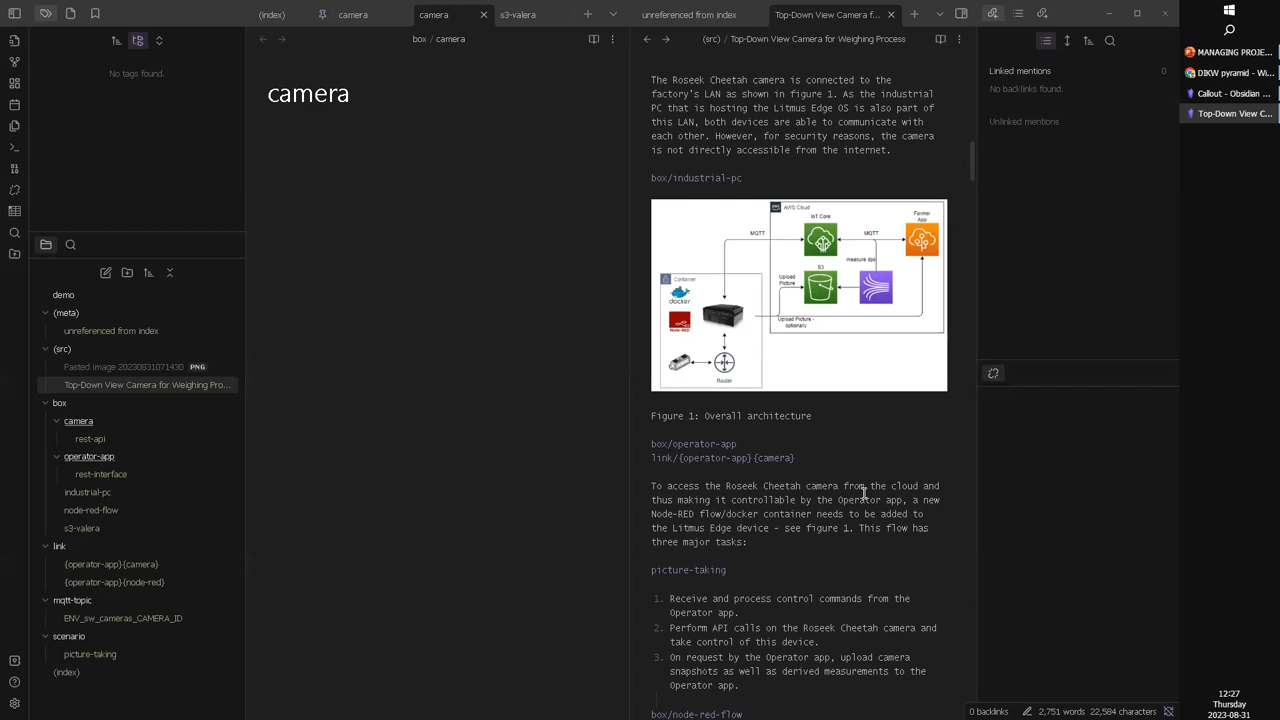 (index)
camera
camera
s3-valera
unreferenced from index
Top-Down View Camera f...
No tags found.
demo
(meta)
unreferenced from index
(src)
Pasted image 20230831071430 PNG
Top-Down View Camera for Weighing Pro...
box
camera
rest-api
operator-app
rest-interface
industrial-pc
node-red-flow
s3-valera
link
{operator-app}{camera}
{operator-app}{node-red}
mqtt-topic
ENV_sw_cameras_CAMERA_ID
scenario
picture-taking
(index)
box / camera
camera
(src) / Top-Down View Camera for Weighing Process
The Roseek Cheetah camera is connected to the
factory's LAN as shown in figure 1. As the industrial
PC that is hosting the Litmus Edge OS is also part of
this LAN, both devices are able to communicate with
each other. However, for security reasons, the camera
is not directly accessible from the internet.
box/industrial-pc
AWS Cloud
IoT Core
Farmer
App
MQTT
MQTT
measure dpx
S3
Container
Upload
Picture
docker
Node-RED
Upload Picture -
optionally
Router
Figure 1: Overall architecture
box/operator-app
link/{operator-app}{camera}
To access the Roseek Cheetah camera from the cloud and
thus making it controllable by the Operator app, a new
Node-RED flow/docker container needs to be added to
the Litmus Edge device - see figure 1. This flow has
three major tasks:
picture-taking
1. Receive and process control commands from the
Operator app.
2. Perform API calls on the Roseek Cheetah camera and
take control of this device.
3. On request by the Operator app, upload camera
snapshots as well as derived measurements to the
Operator app.
box/node-red-flow
Linked mentions 0
No backlinks found.
Unlinked mentions
0 backlinks 2,751 words 22,584 characters
MANAGING PROJE...
DIKW pyramid - Wi...
Callout - Obsidian ...
Top-Down View C...
12:27
Thursday
2023-08-31